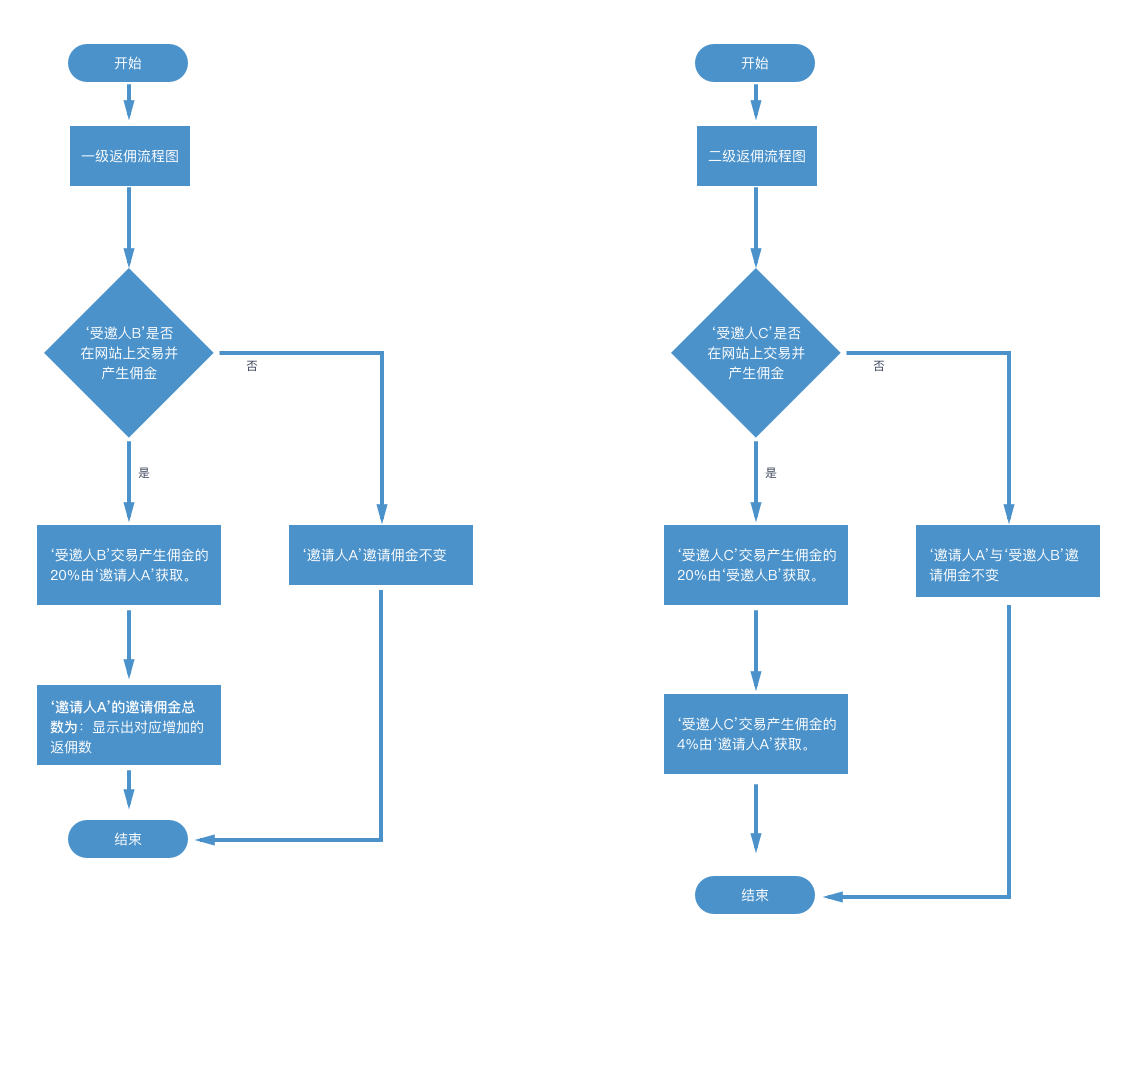 开始
一级返佣流程图
‘受邀人B’是否
在网站上交易并
产生佣金
否
是
‘受邀人B’交易产生佣金的
20%由‘邀请人A’获取。
‘邀请人A’邀请佣金不变
‘邀请人A’的邀请佣金总
数为：显示出对应增加的
返佣数
结束
开始
二级返佣流程图
‘受邀人C’是否
在网站上交易并
产生佣金
否
是
‘受邀人C’交易产生佣金的
20%由‘受邀人B’获取。
‘邀请人A’与‘受邀人B’邀
请佣金不变
‘受邀人C’交易产生佣金的
4%由‘邀请人A’获取。
结束